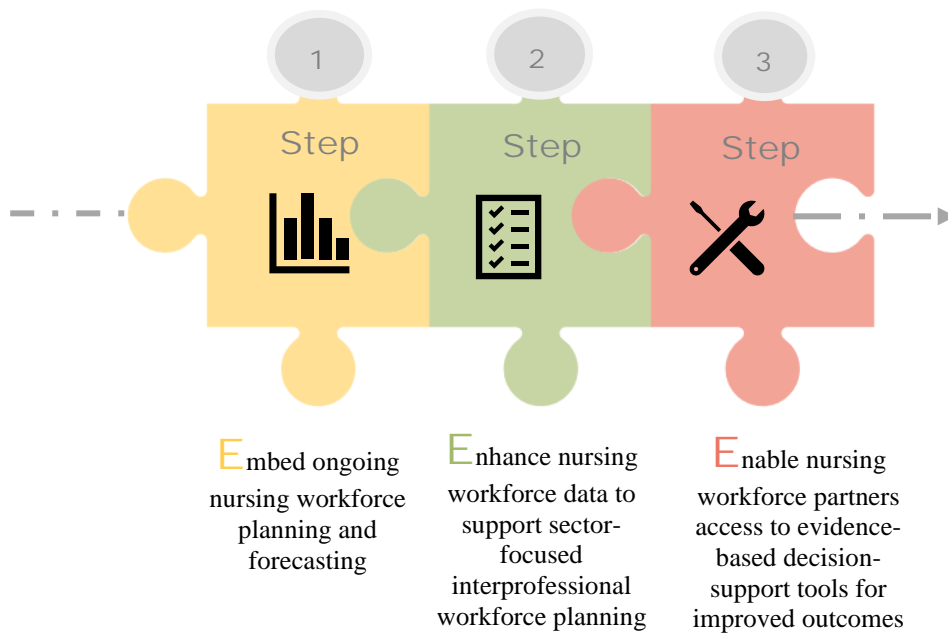 1
2
3
Step
Step
Step
Embed ongoing
nursing workforce
planning and
forecasting
Enhance nursing
workforce data to
support sector-
focused
interprofessional
workforce planning
Enable nursing
workforce partners
access to evidence-
based decision-
support tools for
improved outcomes